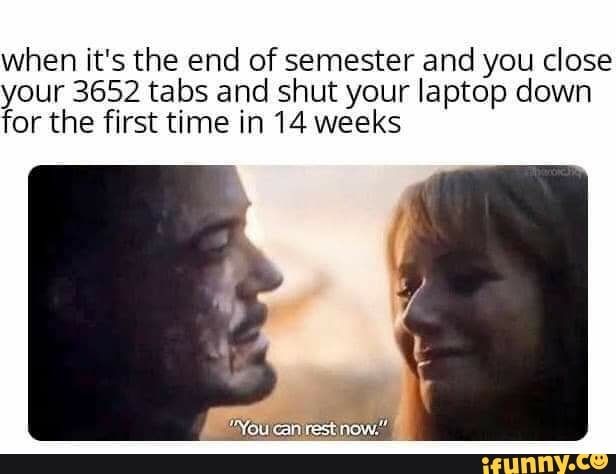 when it's the end of semester and you close
your 3652 tabs and shut your laptop down
for the first time in 14 weeks
"You can rest now."
ifunny.co